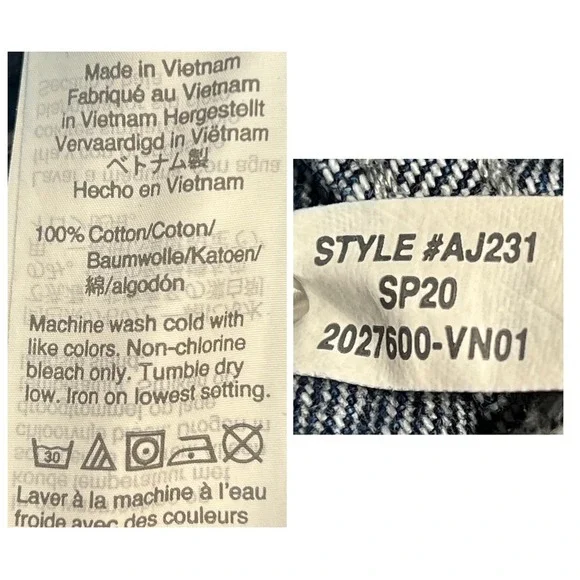 Made in Vietnam
Fabriqué au Vietnam
in Vietnam Hergestellt
Vervaardigd in Viëtnam
ベトナム製
Hecho en Vietnam
100% Cotton/Coton/
Baumwolle/Katoen/
綿/algodón
Machine wash cold with
like colors. Non-chlorine
bleach only. Tumble dry
low. Iron on lowest setting.
30
Laver à la machine à l'eau
froide avec des couleurs
STYLE #AJ231
SP20
2027600-VN01